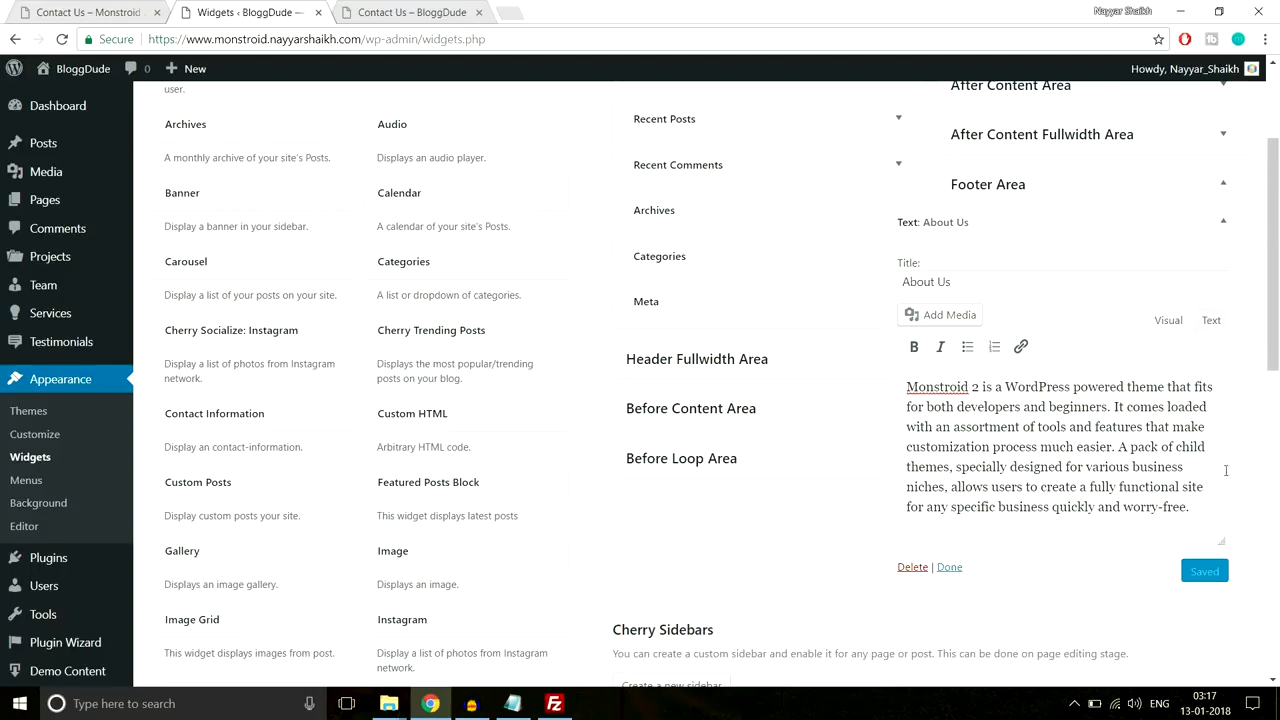 Contact Us – Monstroid
Widgets ‹ BloggDude —
Contact Us – BloggDude
Nayyar Shaikh
Secure
https://www.monstroid.nayyarshaikh.com/wp-admin/widgets.php
BloggDude
0
New
Howdy, Nayyar_Shaikh
Dashboard
Posts
Media
Pages
Comments
Projects
Team
Services
Testimonials
Appearance
Themes
Customize
Widgets
Menus
Background
Editor
Plugins
Users
Tools
Plugin Wizard
Demo Content
user.
Archives
A monthly archive of your site's Posts.
Audio
Displays an audio player.
Banner
Display a banner in your sidebar.
Calendar
A calendar of your site's Posts.
Carousel
Display a list of your posts on your site.
Categories
A list or dropdown of categories.
Cherry Socialize: Instagram
Display a list of photos from Instagram
network.
Cherry Trending Posts
Displays the most popular/trending
posts on your blog.
Contact Information
Display an contact-information.
Custom HTML
Arbitrary HTML code.
Custom Posts
Display custom posts your site.
Featured Posts Block
This widget displays latest posts
Gallery
Displays an image gallery.
Image
Displays an image.
Image Grid
This widget displays images from post.
Instagram
Display a list of photos from Instagram
network.
Recent Posts
Recent Comments
Archives
Categories
Meta
Header Fullwidth Area
Before Content Area
Before Loop Area
After Content Area
After Content Fullwidth Area
Footer Area
Text: About Us
Title:
About Us
Add Media
Visual
Text
B I
Monstroid 2 is a WordPress powered theme that fits
for both developers and beginners. It comes loaded
with an assortment of tools and features that make
customization process much easier. A pack of child
themes, specially designed for various business
niches, allows users to create a fully functional site
for any specific business quickly and worry-free.
Delete | Done
Saved
Cherry Sidebars
You can create a custom sidebar and enable it for any page or post. This can be done on page editing stage.
Create a new sidebar
Type here to search
ENG
03:17
13-01-2018